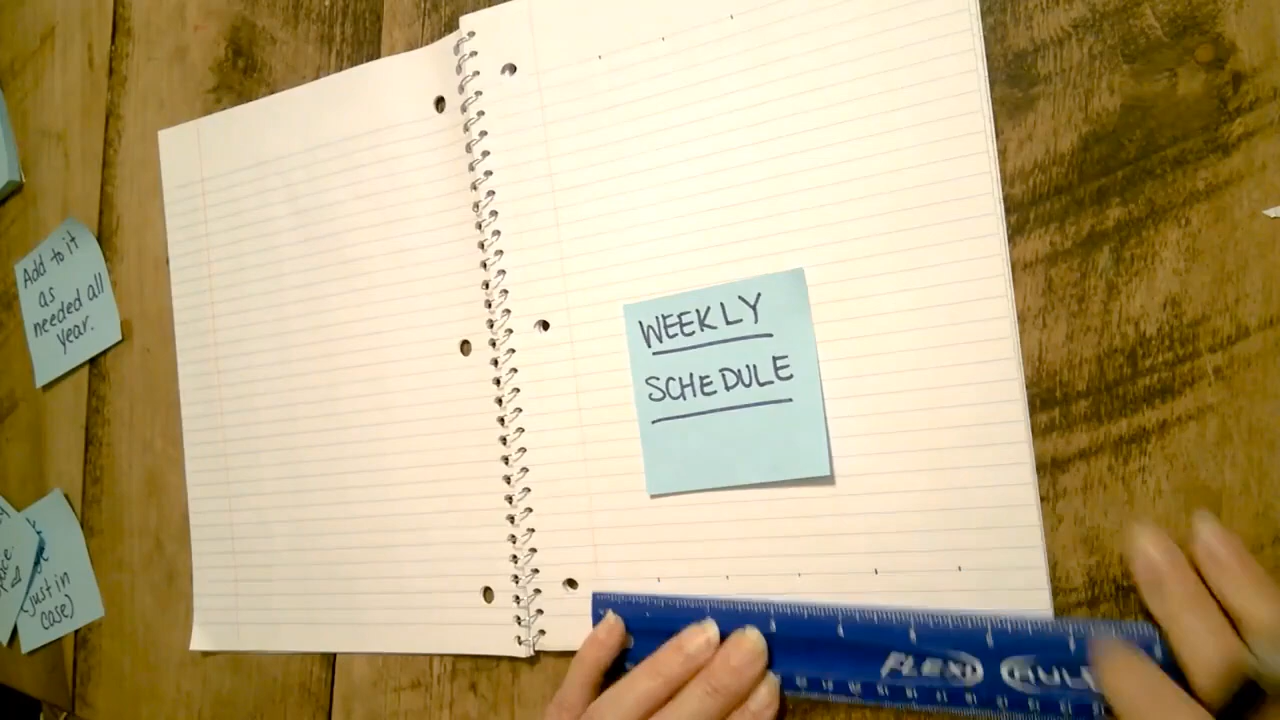 Add to it
as
needed all
year.
WEEKLY
SCHEDULE
(just in
case)
FLEXI